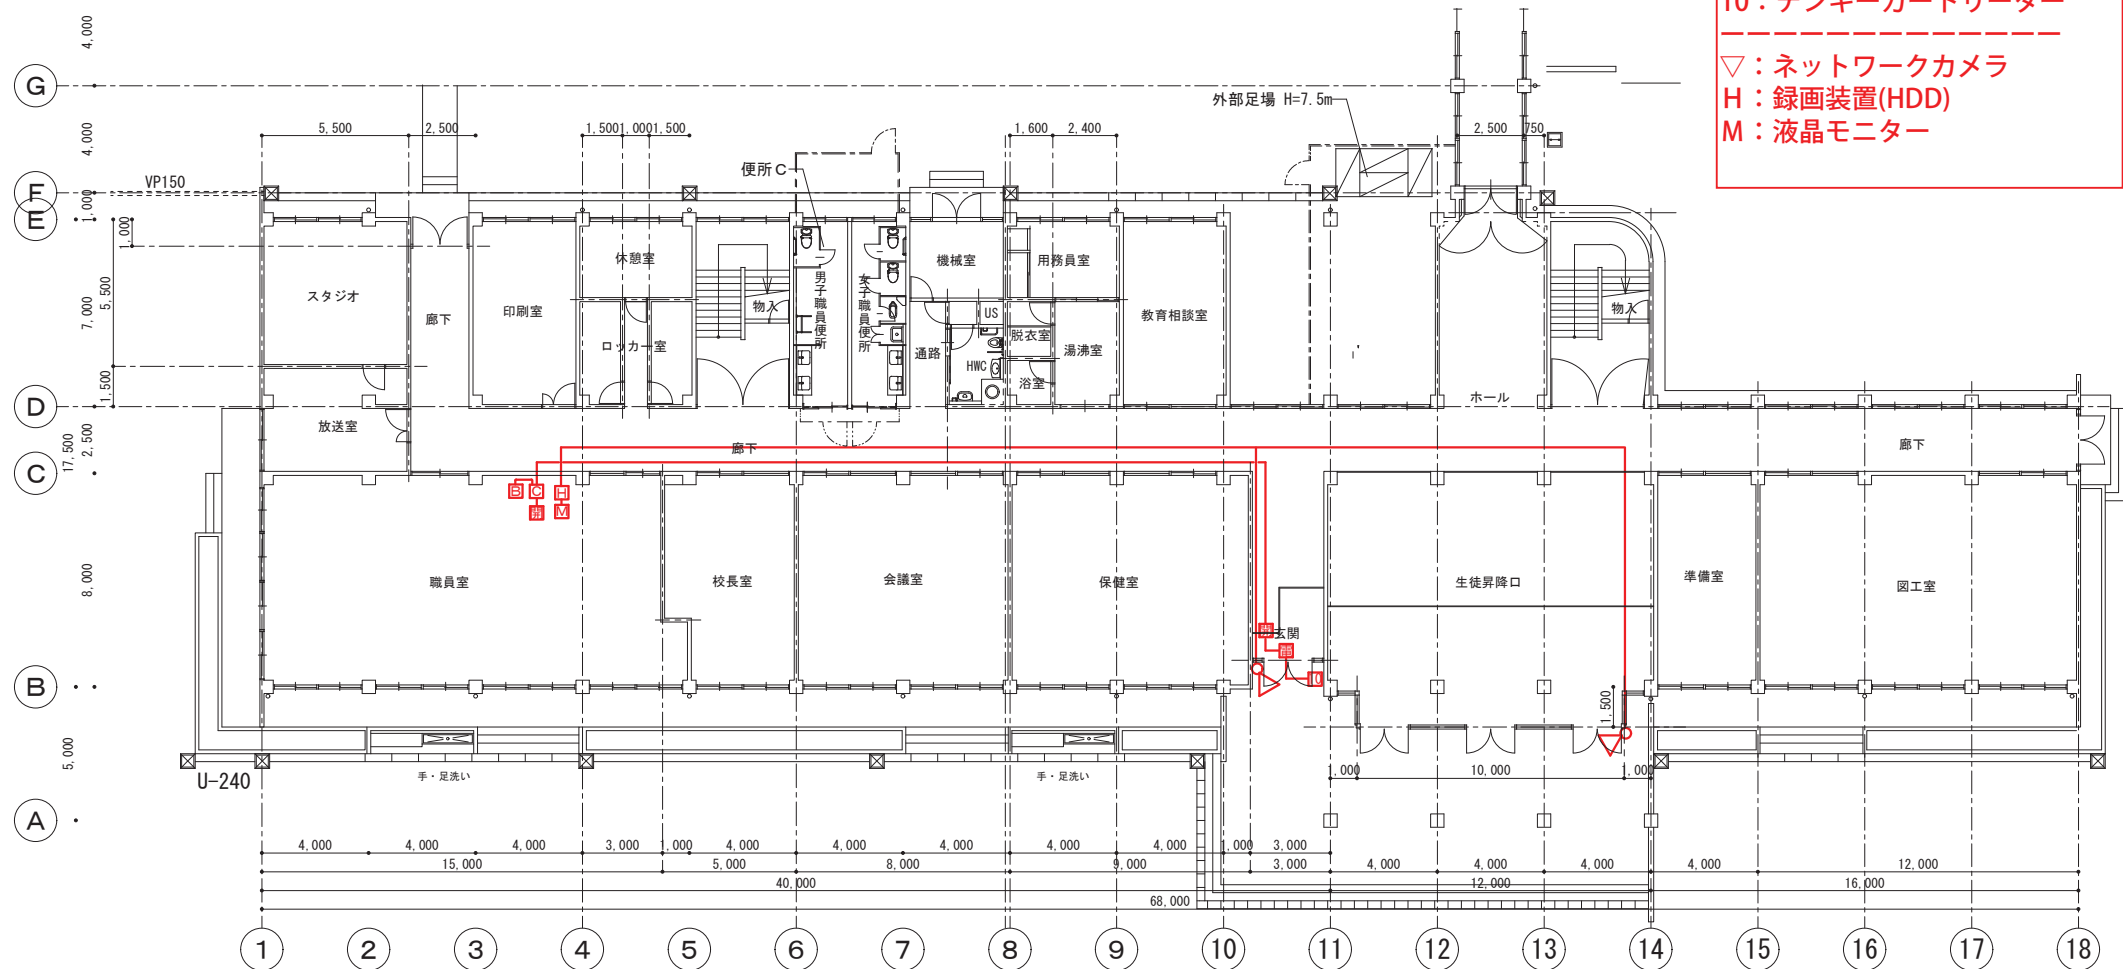 10：テンキーカードリーダー
▽：ネットワークカメラ
H：録画装置(HDD)
M：液晶モニター
4,000
G
外部足場 H=7.5m
4,000
5,500
2,500
1,500
1,000
1,500
1,600
2,400
2,500
750
便所C
VP150
F
1,000
E
1,000
7,000
5,500
1,500
スタジオ
廊下
印刷室
休憩室
ロッカー室
物入
男子職員便所
女子職員便所
機械室
US
通路
HWC
用務員室
脱衣室
浴室
湯沸室
教育相談室
ホール
物入
D
放送室
17,500
2,500
廊下
廊下
C
B
C
H
M
8,000
職員室
校長室
会議室
保健室
玄関
生徒昇降口
準備室
図工室
B
1,500
5,000
U-240
手・足洗い
手・足洗い
1,000
10,000
1,000
A
4,000
4,000
4,000
3,000
1,000
4,000
4,000
4,000
4,000
4,000
1,000
3,000
15,000
5,000
8,000
9,000
3,000
4,000
4,000
4,000
4,000
12,000
40,000
12,000
16,000
68,000
1
2
3
4
5
6
7
8
9
10
11
12
13
14
15
16
17
18